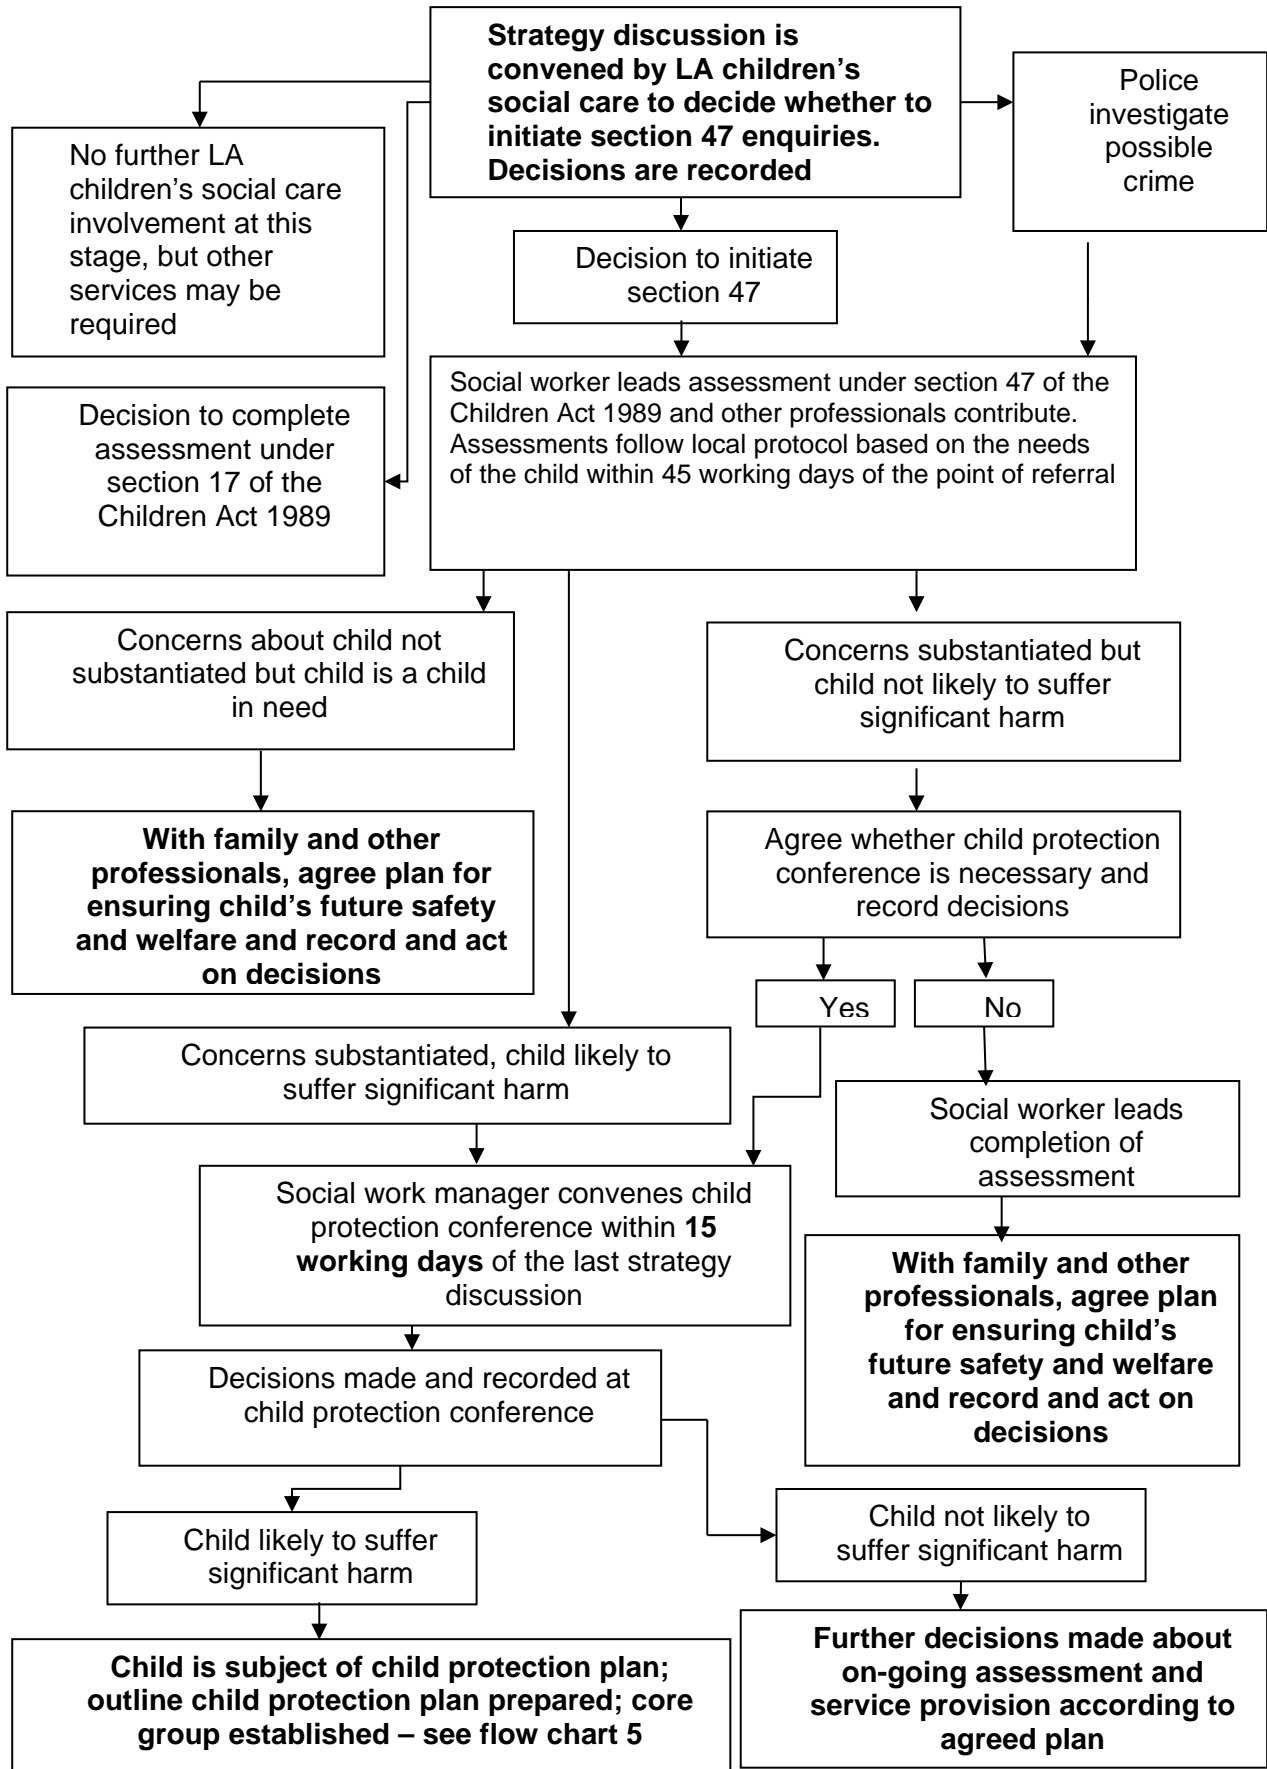 Strategy discussion is
convened by LA children’s
social care to decide whether to
initiate section 47 enquiries.
Decisions are recorded
Police
investigate
possible
crime
No further LA
children’s social care
involvement at this
stage, but other
services may be
required
Decision to initiate
section 47
Social worker leads assessment under section 47 of the
Children Act 1989 and other professionals contribute.
Assessments follow local protocol based on the needs
of the child within 45 working days of the point of referral
Decision to complete
assessment under
section 17 of the
Children Act 1989
Concerns about child not
substantiated but child is a child
in need
Concerns substantiated but
child not likely to suffer
significant harm
With family and other
professionals, agree plan for
ensuring child’s future safety
and welfare and record and act
on decisions
Agree whether child protection
conference is necessary and
record decisions
Yes
No
Concerns substantiated, child likely to
suffer significant harm
Social worker leads
completion of
assessment
Social work manager convenes child
protection conference within 15
working days of the last strategy
discussion
With family and other
professionals, agree plan
for ensuring child’s
future safety and welfare
and record and act on
decisions
Decisions made and recorded at
child protection conference
Child likely to suffer
significant harm
Child not likely to
suffer significant harm
Child is subject of child protection plan;
outline child protection plan prepared; core
group established – see flow chart 5
Further decisions made about
on-going assessment and
service provision according to
agreed plan